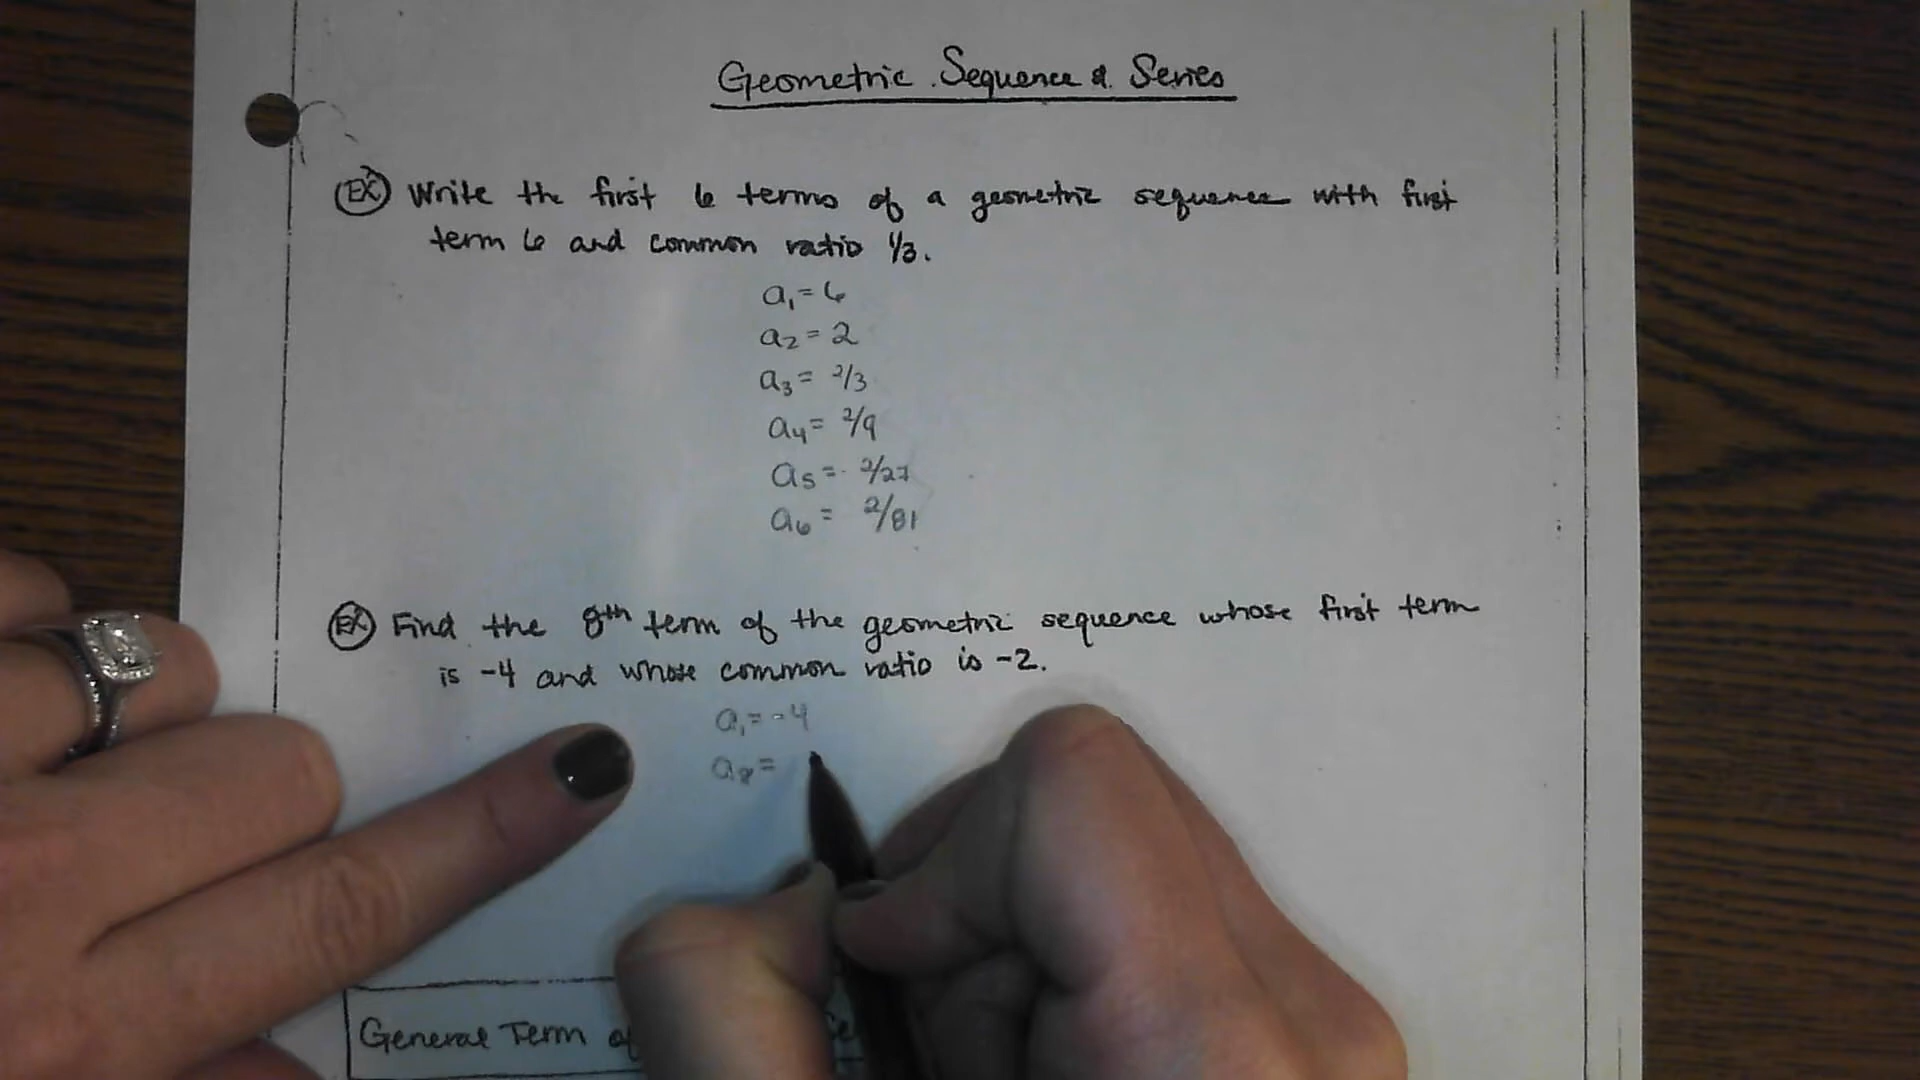 Geometric Sequence & Series
EX Write the first 6 terms of a geometric sequence with first
term 6 and common ratio 1/3.
a₁ = 6
a₂ = 2
a₃ = 2/3
a₄ = 2/9
a₅ = 2/27
a₆ = 2/81
EX Find the 8th term of the geometric sequence whose first term
is -4 and whose common ratio is -2.
a₁ = -4
a₈ =
General Term of